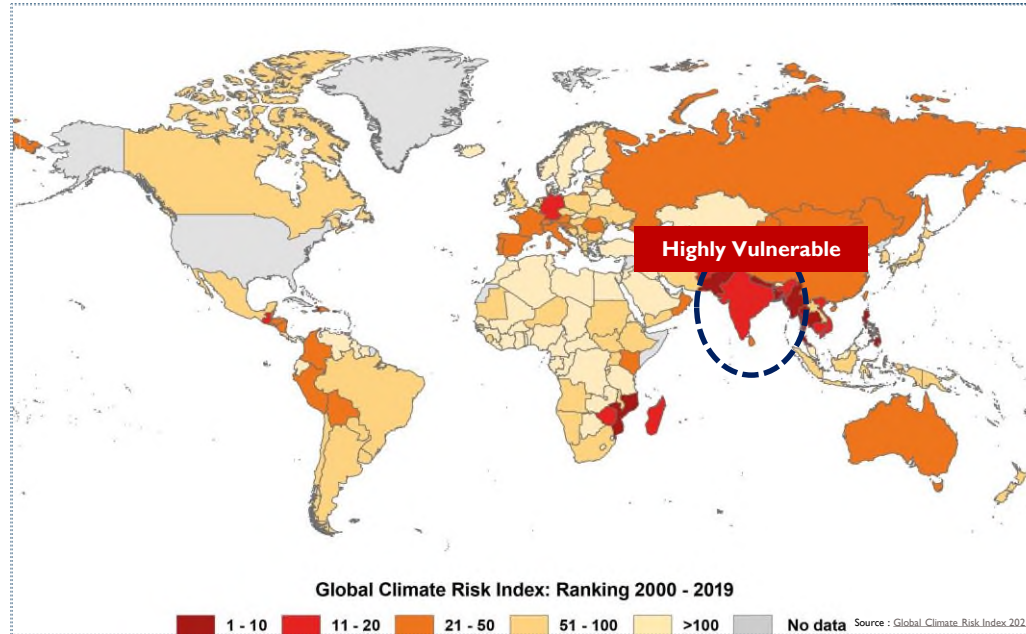 Highly Vulnerable
Global Climate Risk Index: Ranking 2000 - 2019
1 - 10 11 - 20 21 - 50 51 - 100 >100 No data
Source : Global Climate Risk Index 202